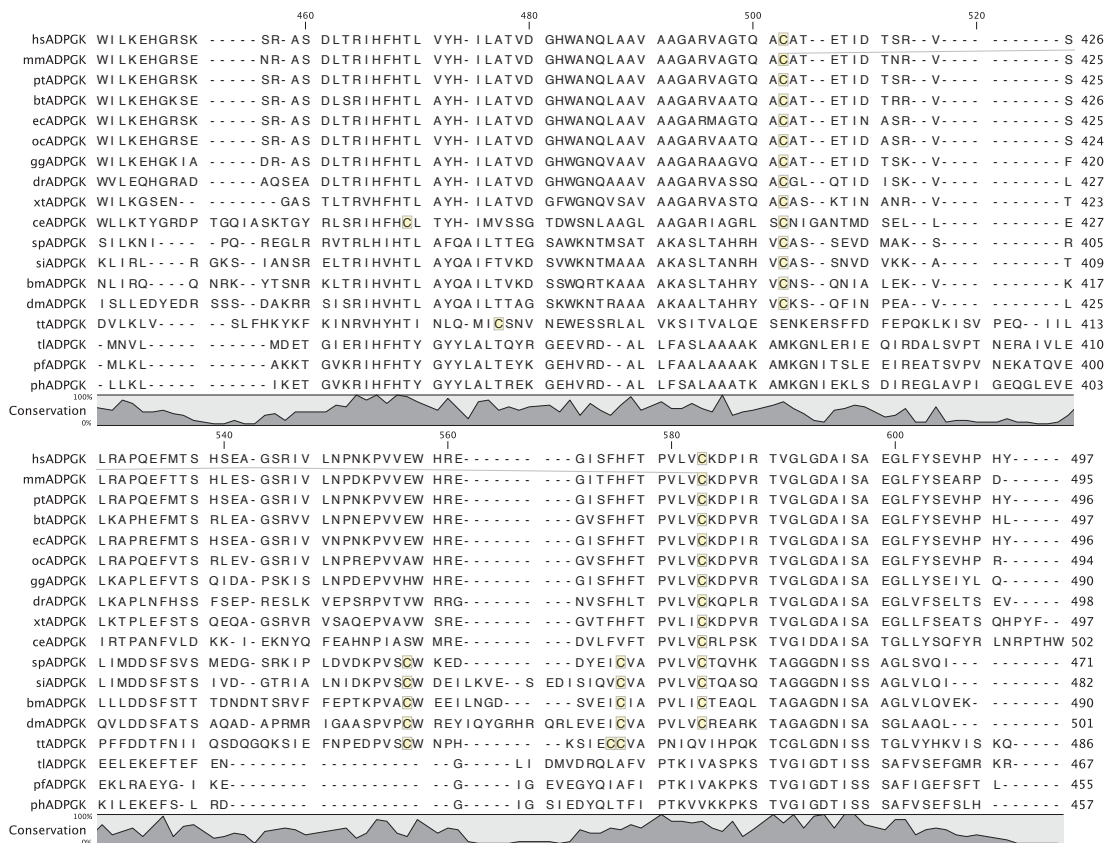 460 480 500 520
hsADPGK WILKEHGRSK - - - - - SR- AS DLTRIHFHTL VYH- ILATVD GHWANQLAAV AAGARVAGTQ ACAT- - ETID TSR- - V- - - - - - - - - - - S 426
mmADPGK WILKEHGRSE - - - - - NR- AS DLTRIHFHTL AYH- ILATVD GHWANQLAAV AAGARVAGTQ ACAT- - ETID TNR- - V- - - - - - - - - - - S 425
ptADPGK WILKEHGRSK - - - - - SR- AS DLTRIHFHTL AYH- ILATVD GHWANQLAAV AAGARVAGTQ ACAT- - ETID TSR- - V- - - - - - - - - - - S 425
btADPGK WILKEHGKSE - - - - - SR- AS DLSRIHFHTL AYH- ILATVD GHWANQLAAV AAGARVAATQ ACAT- - ETID TRR- - V- - - - - - - - - - - S 426
ecADPGK WILKEHGRSK - - - - - SR- AS DLTRIHFHTL AYH- ILATVD GHWANQLAAV AAGARMAGTQ ACAT- - ETIN ASR- - V- - - - - - - - - - - S 425
ocADPGK WILKEHGRSE - - - - - SR- AS DLTRIHFHTL AYH- ILATVD GHWANQLAAV AAGARVAATQ ACAT- - ETID TSR- - V- - - - - - - - - - - S 424
ggADPGK WILKEHGKIA - - - - - DR- AS DLTRIHFHTL AYH- ILATVD GHWGNQVAAV AAGARAAGVQ ACAT- - ETID TSK- - V- - - - - - - - - - - F 420
drADPGK WVLEQHGRAD - - - - - AQSEA DLTRIHFHTL AYH- ILATVD GHWGNQAAAV AAGARVASSQ ACGL- - QTID ISK- - V- - - - - - - - - - - L 427
xtADPGK WILKGSEN- - - - - - - - GAS TLTRVHFHTL AYH- ILATVD GFWGNQVSAV AAGARVAGTQ ACAS- - KTIN ANR- - V- - - - - - - - - - - T 423
ceADPGK WLLKTYGRDP TGQIASKTGY RLSRIHFHCL TYH- IMVSSG TDWSNLAAGL AAGARIAGRL SCNIGANTMD SEL- - L- - - - - - - - - - - E 427
spADPGK SILKNI- - - - - - PQ- - REGLR RVTRLHIHTL AFQAILTTEG SAWKNTMSAT AKASLTAHRH VCAS- - SEVD MAK- - S- - - - - - - - - - - R 405
siADPGK KLIRL- - - R GKS- - IANSR ELTRIHVHTL AYQAIFTVKD SVWKNTMAAA AKASLTANRH VCAS- - SNVD VKK- - A- - - - - - - - - - - T 409
bmADPGK NLIRQ- - - Q NRK- - YTSNR KLTRIHVHTL AYQAILTVKD SSWQRTKAAA AKASLTAHRY VCNS- - QNIA LEK- - V- - - - - - - - - - - K 417
dmADPGK ISLLEDYEDR SSS- - DAKRR SISRIHVHTL AYQAILTTAG SKWKNTRAAA AKAALTAHRY VCKS- - QFIN PEA- - V- - - - - - - - - - - L 425
ttADPGK DVLKLV- - - - - - SLFHKYKF KINRVHYHTI NLQ- MICSNV NEWESSRLAL VKSITVALQE SENKERSFFD FEPQKLKISV PEQ- - IIL 413
tlADPGK - MNVL- - - - - - - - - - MDET GIERIHFHTY GYYLALTQYR GEEVRD- - AL LFASLAAAAK AMKGNLERIE QIRDALSVPT NERAIVLE 410
pfADPGK - MLKL- - - - - - - - - - AKKT GVKRIHFHTY GYYLALTEYK GEHVRD- - AL LFAALAAAAK AMKGNITSLE EIREATSVPV NEKATQVE 400
phADPGK - LLKL- - - - - - - - - - IKET GVKRIHFHTY GYYLALTREK GEHVRD- - AL LFSALAAATK AMKGNIEKLS DIREGLAVPI GEQGLEVE 403
100%
Conservation
0%
540 560 580 600
hsADPGK LRAPQEFMTS HSEA- GSRIV LNPNKPVVEW HRE- - - - - - - - - - GISFHFT PVLVCKDPIR TVGLGDAISA EGLFYSEVHP HY- - - - - 497
mmADPGK LRAPQEFTTS HLES- GSRIV LNPDKPVVEW HRE- - - - - - - - - - GITFHFT PVLVCKDPVR TVGLGDAISA EGLFYSEARP D- - - - - - 495
ptADPGK LRAPQEFMTS HSEA- GSRIV LNPNKPVVEW HRE- - - - - - - - - - GISFHFT PVLVCKDPIR TVGLGDAISA EGLFYSEVHP HY- - - - - 496
btADPGK LKAPHEFMTS RLEA- GSRVV LNPNEPVVEW HRE- - - - - - - - - - GVSFHFT PVLVCKDPVR TVGLGDAISA EGLFYSEVHP HL- - - - - 497
ecADPGK LRAPREFMTS HSEA- GSRIV VNPNKPVVEW HRE- - - - - - - - - - GISFHFT PVLVCKDPVR TVGLGDAISA EGLFYSEVHP HY- - - - - 496
ocADPGK LRAPQEFVTS RLEV- GSRIV LNPREPVVAW HRE- - - - - - - - - - GVSFHFT PVLVCKDPVR TVGLGDAISA EGLFYSEVHP R- - - - - - 494
ggADPGK LKAPLEFVTS QIDA- PSKIS LNPDEPVVHW HRE- - - - - - - - - - GISFHFT PVLVCKDPVR TVGLGDAISA EGLLYSEIYL Q- - - - - - 490
drADPGK LKAPLNFHSS FSEP- RESLK VEPSRPVTVW RRG- - - - - - - - - - NVSFHLT PVLVCKQPLR TVGLGDAISA EGLVFSELTS EV- - - - - 498
xtADPGK LKTPLEFSTS QEQA- GSRVR VSAQEPVAVW SRE- - - - - - - - - - GVTFHFT PVLVCKDPVR TVGLGDAISA EGLLFSEATS QHPYF- - 497
ceADPGK IRTPANFVLD KK- I- EKNYQ FEAHNPIASW MRE- - - - - - - - - - DVLFVFT PVLVCRLPSK TVGLGDAISA TGLLYSQFYR LNRPTHW 502
spADPGK LIMDDSFSVS MEDG- SRKIP LDVDKPVSCW KED- - - - - - - - - - DYEICVA PVLVCTQVHK TAGGGDNISS AGLSVQI- - - - - - - - - - 471
siADPGK LIMDDSFSTS IVD- - GTRIA LNIDKPVSCW DEILKVE- - S EDISIQVCVA PVLVCTQASQ TAGGGDNISS AGLVLQI- - - - - - - - - - 482
bmADPGK LLLDDSFSTT TDNDNTSRVF FEPTKPVACW EEILNGD- - - - - - SVEICIA PVLICTEAQL TAGAGDNISS AGLVLQVEK- - - - - - - - 490
dmADPGK QVLDDSFATS AQAD- APRMR IGAASPVPCW REYIQYGRHR QRLEVEICVA PVLVCREARK TAGAGDNISA SGLAAQL- - - - - - - - - - 501
ttADPGK PFFDDTFNII QSDQGQKSIE FNPEDPVSCW NPH- - - - - - - - - KSIECCVA PNIQVIHPQK TCGLGDNISS TGLVYHKVIS KQ- - - - - 486
tlADPGK EELEKEFTEF EN- - - - - - - - - - - - - - - - - - - - G- - - - LI DMVDRQLAFV PTKIVASPKS TVGIGDTISS SAFVSEFGMR KR- - - - - 467
pfADPGK EKLRAEYG- I KE- - - - - - - - - - - - - - - - - - - - G- - - - IG EVEGYQIAFI PTKIVAKPKS TVGIGDTISS SAFIGEFSFT L- - - - - - 455
phADPGK KILEKEFS- L RD- - - - - - - - - - - - - - - - - - - - G- - - - IG SIEDYQLTFI PTKVVKKPKS TVGIGDTISS SAFVSEFSLH - - - - - - - 457
100%
Conservation
0%